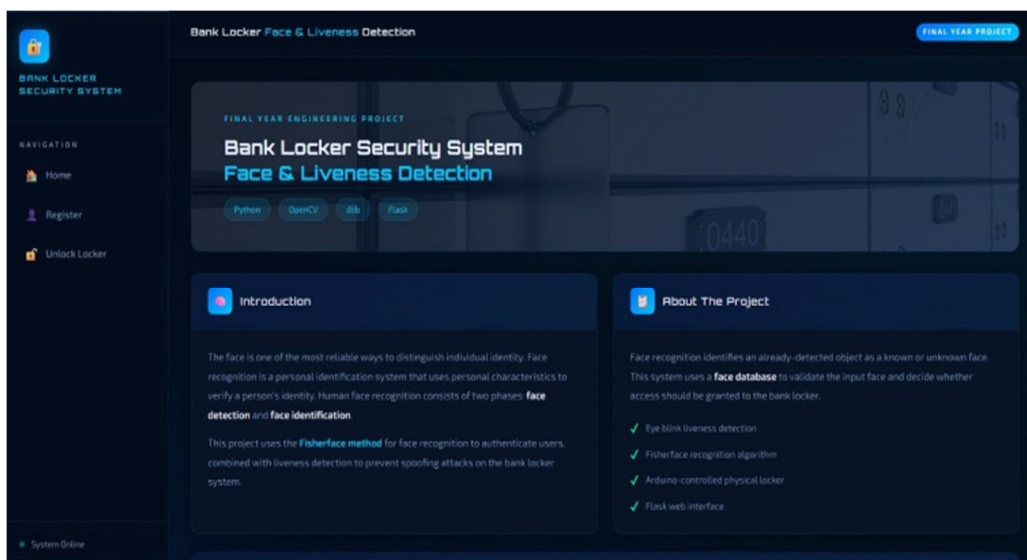 BANK LOCKER
SECURITY SYSTEM
NAVIGATION
Home
Register
Unlock Locker
System Online
Bank Locker Face & Liveness Detection
FINAL YEAR PROJECT
FINAL YEAR ENGINEERING PROJECT
Bank Locker Security System
Face & Liveness Detection
Python
OpenCV
dlib
Flask
0440
Introduction
The face is one of the most reliable ways to distinguish individual identity. Face
recognition is a personal identification system that uses personal characteristics to
verify a person's identity. Human face recognition consists of two phases: face
detection and face identification.
This project uses the Fisherface method for face recognition to authenticate users,
combined with liveness detection to prevent spoofing attacks on the bank locker
system.
About The Project
Face recognition identifies an already-detected object as a known or unknown face.
This system uses a face database to validate the input face and decide whether
access should be granted to the bank locker.
✓ Eye blink liveness detection
✓ Fisherface recognition algorithm
✓ Arduino-controlled physical locker
✓ Flask web interface